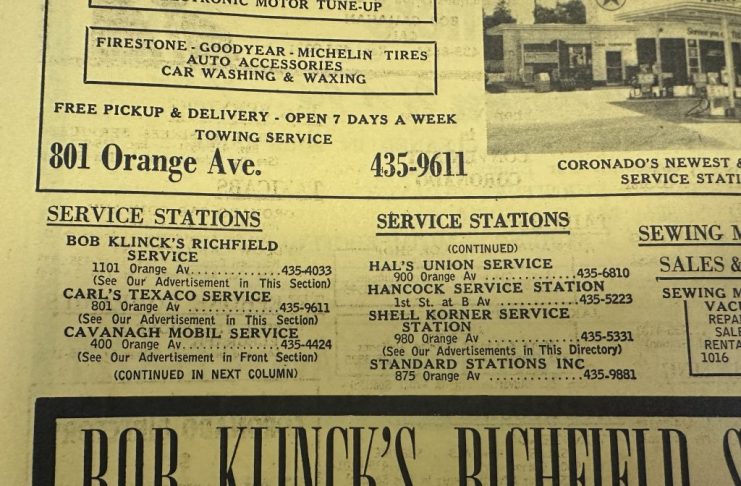 MOTOR TUNE-UP
FIRESTONE - GOODYEAR - MICHELIN TIRES
AUTO ACCESSORIES
CAR WASHING & WAXING
FREE PICKUP & DELIVERY - OPEN 7 DAYS A WEEK
TOWING SERVICE
801 Orange Ave. 435-9611
CORONADO'S NEWEST &
SERVICE STATI
SERVICE STATIONS
BOB KLINCK'S RICHFIELD
SERVICE
1101 Orange Av..............435-4033
(See Our Advertisement in This Section)
CARL'S TEXACO SERVICE
801 Orange Av ..............435-9611
(See Our Advertisement in This Section)
CAVANAGH MOBIL SERVICE
400 Orange Av...............435-4424
(See Our Advertisement in Front Section)
(CONTINUED IN NEXT COLUMN)
SERVICE STATIONS
(CONTINUED)
HAL'S UNION SERVICE
900 Orange Av ..............435-6810
HANCOCK SERVICE STATION
1st St. at B Av ............435-5223
SHELL KORNER SERVICE
STATION
980 Orange Av ..............435-5331
(See Our Advertisements in This Directory)
STANDARD STATIONS INC
875 Orange Av ..............435-9881
SEWING M
SALES &
SEWING M
VACU
REPAI
SALE
RENTA
1016
BOB KLINCK'S RICHFIELD S